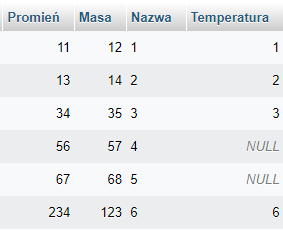 Promień Masa Nazwa Temperatura
11 12 1 1
13 14 2 2
34 35 3 3
56 57 4 NULL
67 68 5 NULL
234 123 6 6